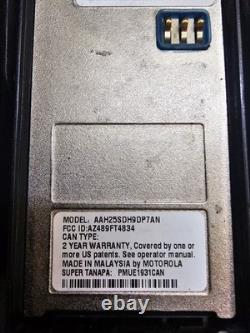 MODEL: AAH25SDH9DP7AN
FCC ID:AZ489FT4834
CAN TYPE:
2 YEAR WARRANTY, Covered by one or
more US patents. See operator manual.
MADE IN MALAYSIA by MOTOROLA
SUPER TANAPA: PMUE1931CAN